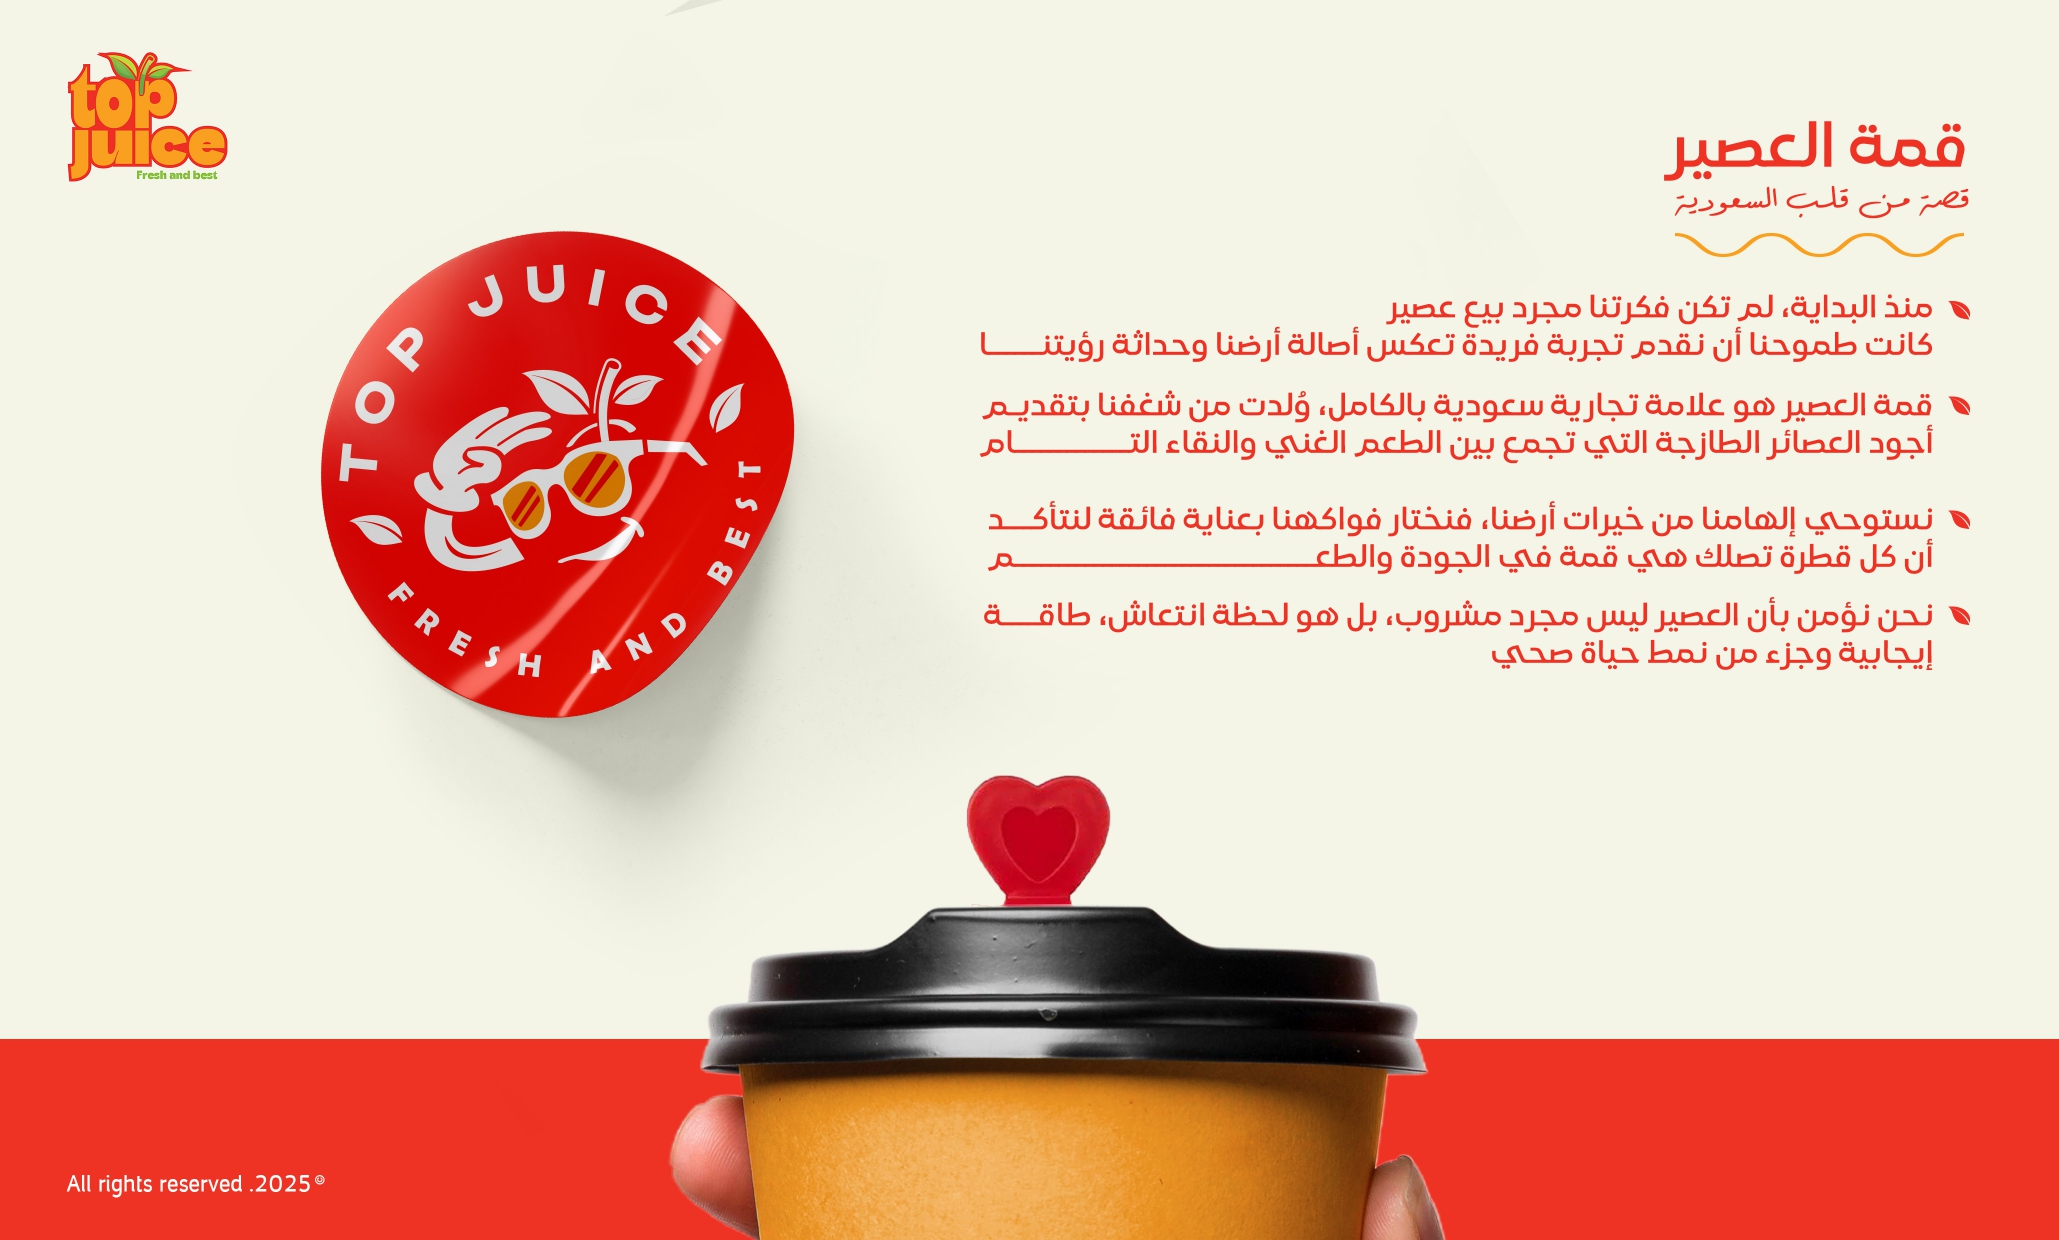 top
juice
Fresh and best
قمة العصير
قصة من قلب السعودية
منذ البداية، لم تكن فكرتنا مجرد بيع عصير
كانت طموحنا أن نقدم تجربة فريدة تعكس أصالة أرضنا وحداثة رؤيتنـــــا
قمة العصير هو علامة تجارية سعودية بالكامل، وُلدت من شغفنا بتقديـم
أجود العصائر الطازجة التي تجمع بين الطعم الغني والنقاء التــــــــــــام
نستوحي إلهامنا من خيرات أرضنا، فنختار فواكهنا بعناية فائقة لنتأكـــد
أن كل قطرة تصلك هي قمة في الجودة والطعــــــــــــــــــــــــــــــم
نحن نؤمن بأن العصير ليس مجرد مشروب، بل هو لحظة انتعاش، طاقــــة
إيجابية وجزء من نمط حياة صحي
TOP JUICE
FRESH AND BEST
All rights reserved .2025©